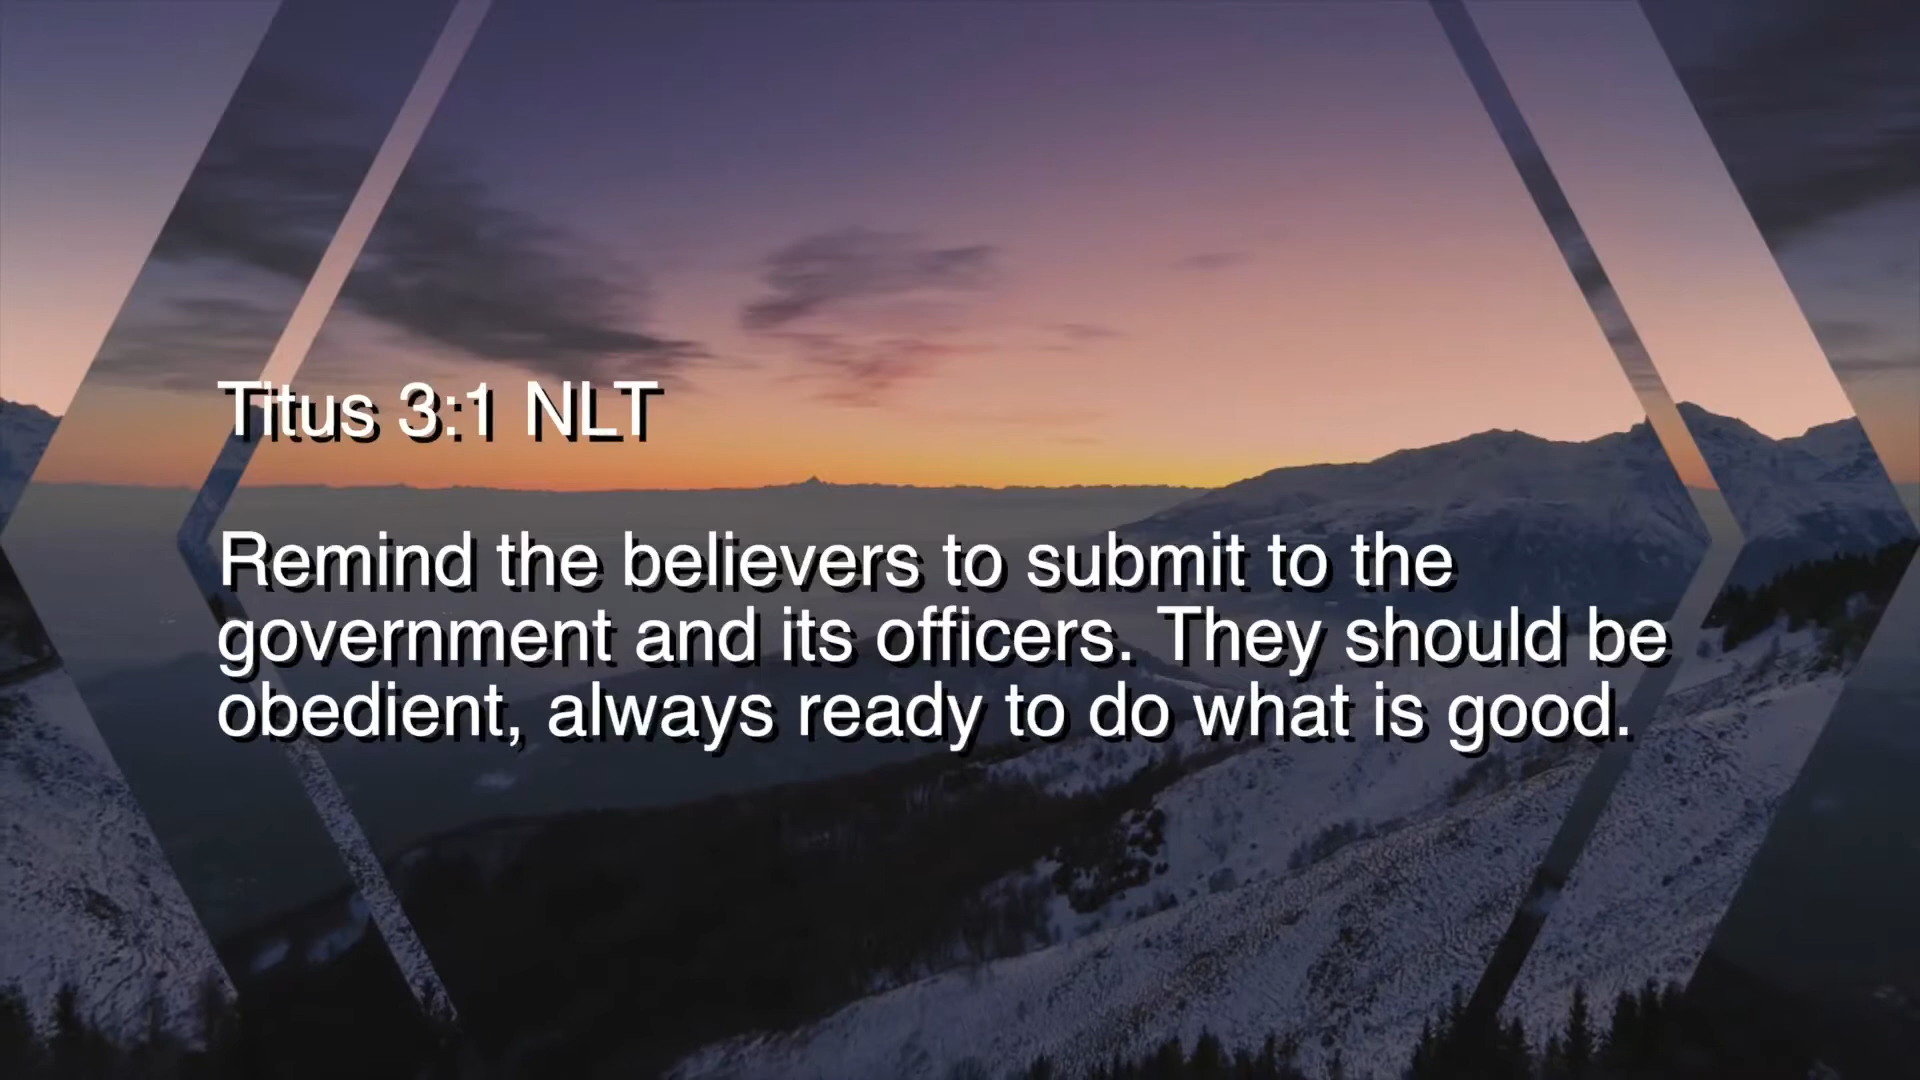 Titus 3:1 NLT
Remind the believers to submit to the
government and its officers. They should be
obedient, always ready to do what is good.